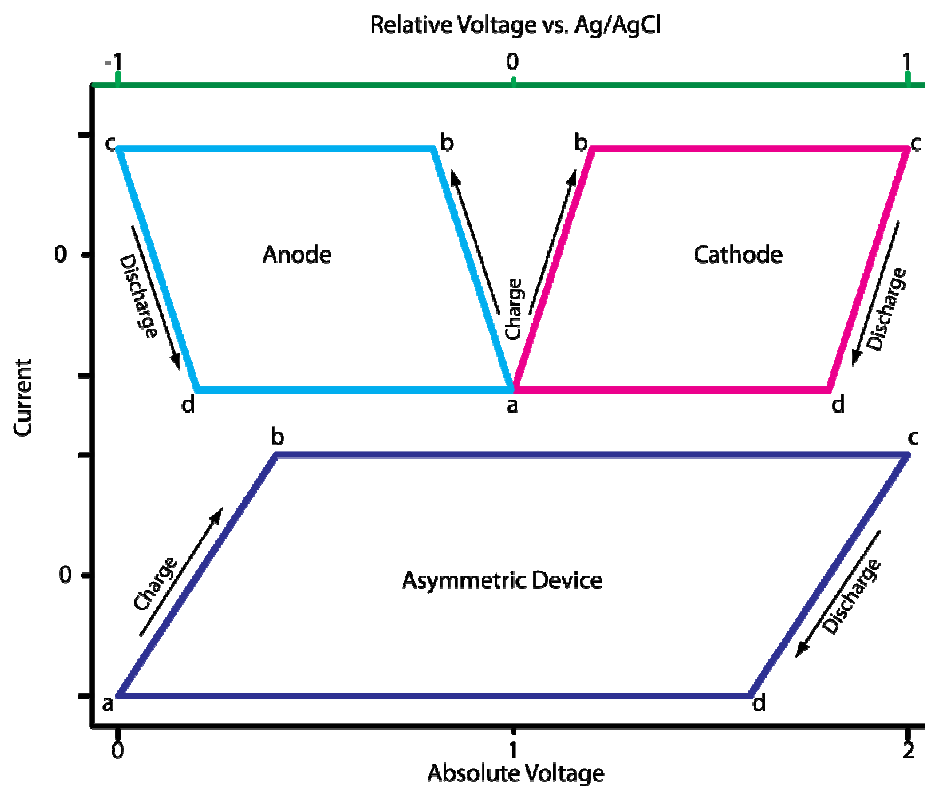 Relative Voltage vs. Ag/AgCl
-1 0 1
c b b c
0 Anode Cathode
Discharge Charge Discharge
d a d
Current
b c
0 Charge Asymmetric Device Discharge
a d
0 1 2
Absolute Voltage